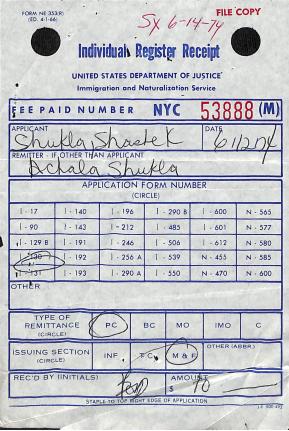 FORM NE 353(R)
(ED. 4-1-66)
FILE COPY
SX 6-14-74
Individual Register Receipt
UNITED STATES DEPARTMENT OF JUSTICE
Immigration and Naturalization Service
FEE PAID NUMBER NYC 53888 (M)
APPLICANT DATE
Shukla, 6/12/74
REMITTER - IF OTHER THAN APPLICANT
Achala Shukla
APPLICATION FORM NUMBER
(CIRCLE)
I - 17 I - 140 I - 196 I - 290 B I - 600 N - 565
I - 90 I - 143 I - 212 I - 485 I - 601 N - 577
I - 129 B I - 191 I - 246 I - 506 I - 612 N - 580
I - 130 I - 192 I - 256 A I - 539 N - 455 N - 585
I - 131 I - 193 I - 290 A I - 550 N - 470 N - 600
OTHER
TYPE OF REMITTANCE (CIRCLE) PC BC MO IMO C
ISSUING SECTION (CIRCLE) INF. T.C. M & F OTHER (ABBR.)
REC'D BY (INITIALS) AMOUNT
$ 10
STAPLE TO TOP RIGHT EDGE OF APPLICATION